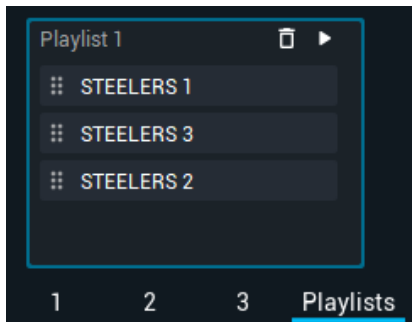 Playlist 1
STEELERS 1
STEELERS 3
STEELERS 2
1 2 3 Playlists